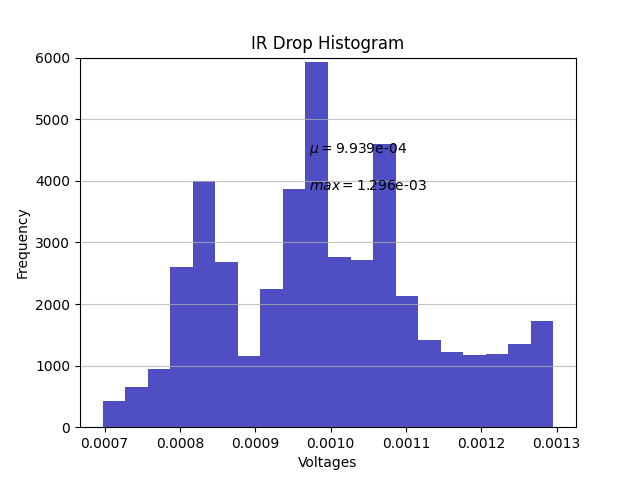 IR Drop Histogram
6000
5000
4000
3000
2000
1000
0
Frequency
μ = 9.939e-04
max = 1.296e-03
0.0007 0.0008 0.0009 0.0010 0.0011 0.0012 0.0013
Voltages